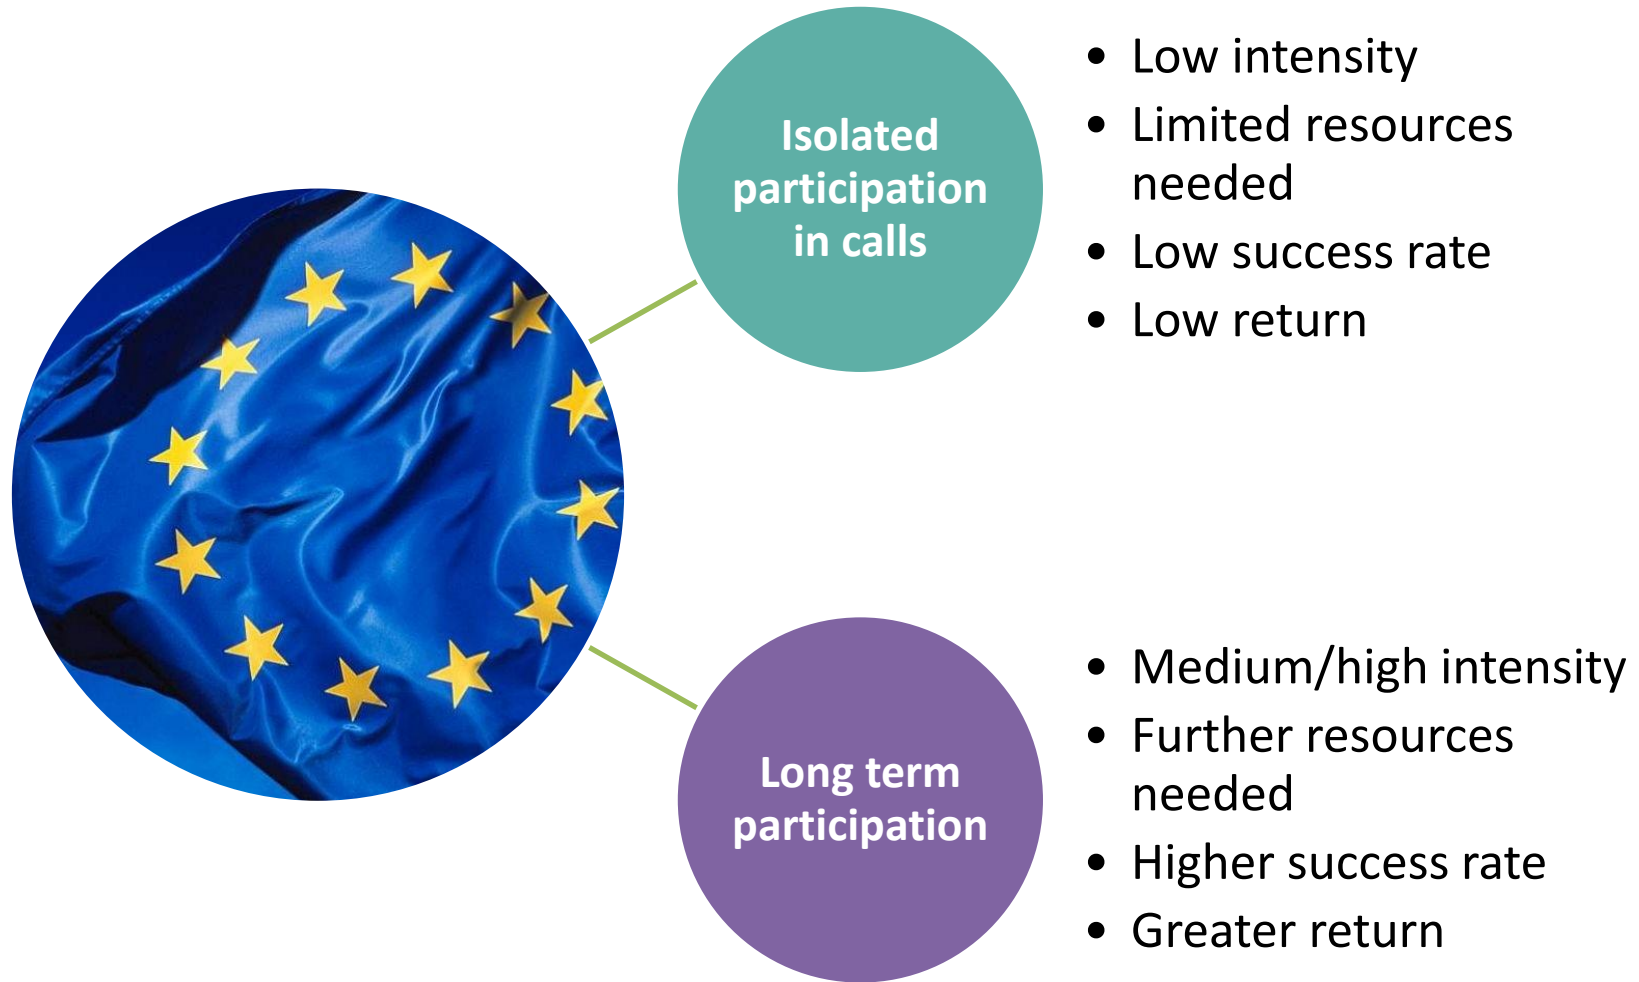 Isolated
participation
in calls
• Low intensity
• Limited resources
needed
• Low success rate
• Low return
Long term
participation
• Medium/high intensity
• Further resources
needed
• Higher success rate
• Greater return